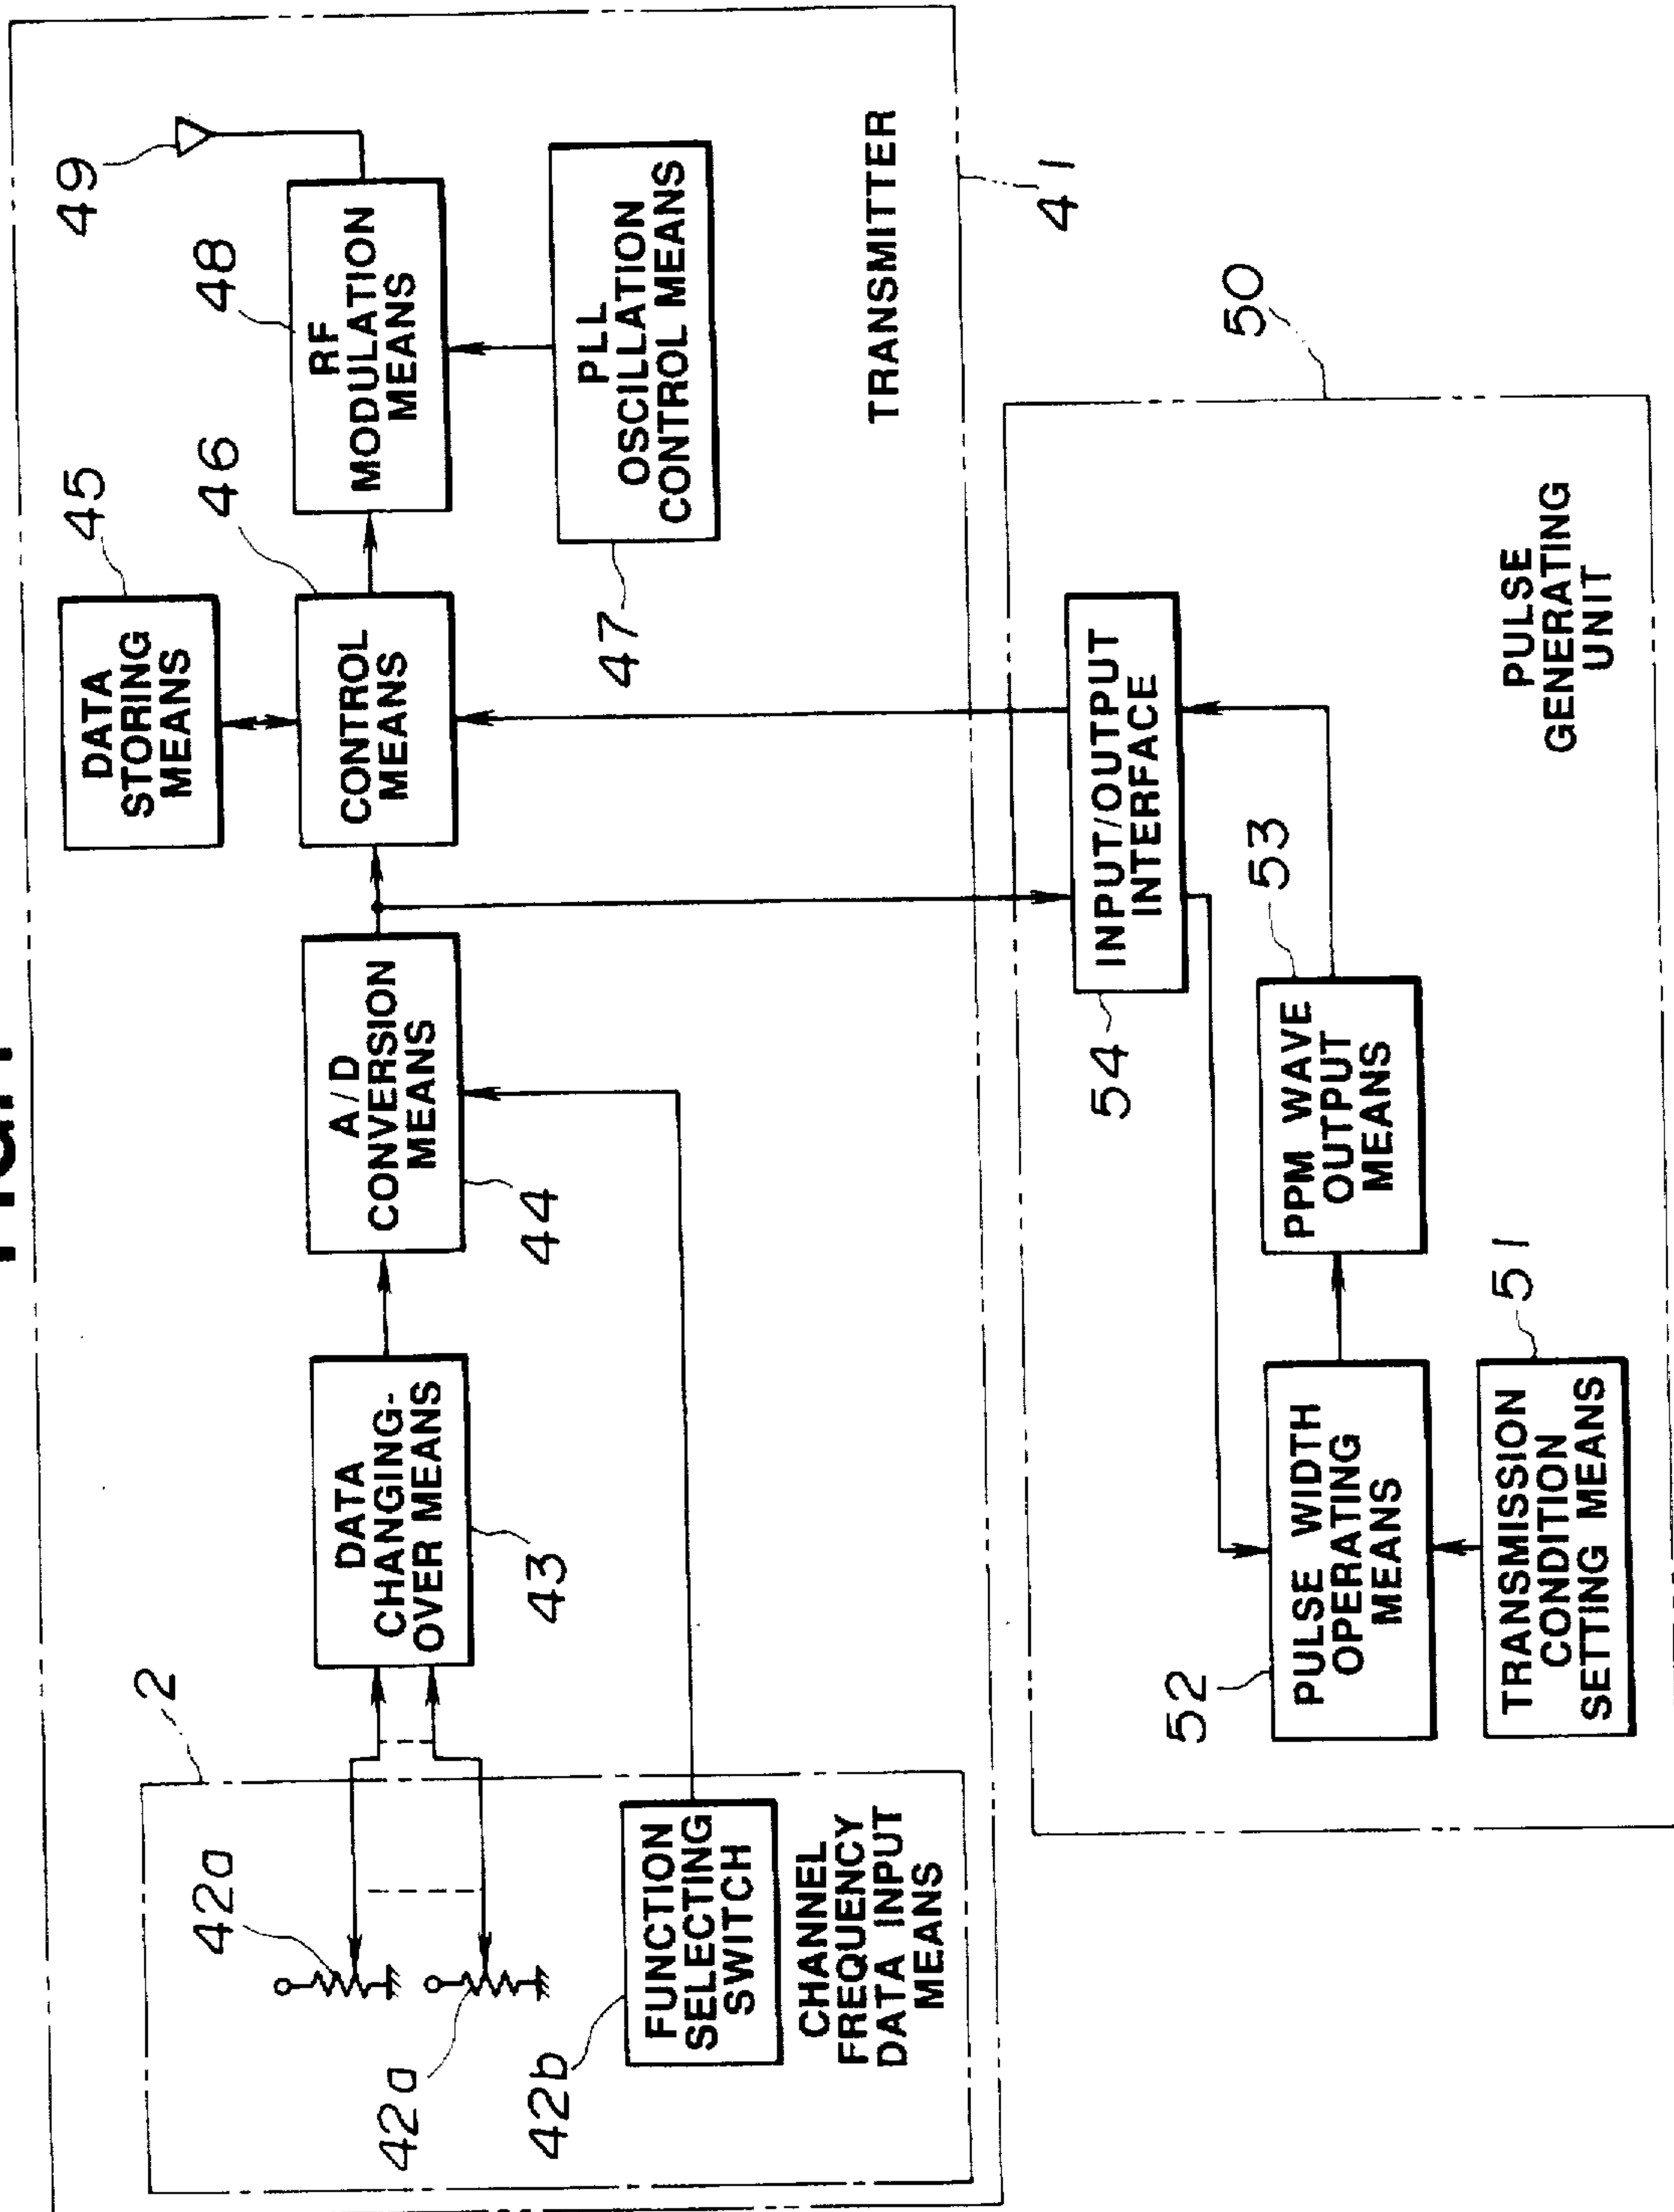 49
45
48
46
RF
MODULATION
MEANS
DATA
STORING
MEANS
CONTROL
MEANS
PLL
OSCILLATION
CONTROL MEANS
47
TRANSMITTER
41
A/D
CONVERSION
MEANS
44
DATA
CHANGING-
OVER MEANS
43
2
42a
42a
FUNCTION
SELECTING
SWITCH
42b
CHANNEL
FREQUENCY
DATA INPUT
MEANS
50
INPUT/OUTPUT
INTERFACE
54
53
PPM WAVE
OUTPUT
MEANS
PULSE WIDTH
OPERATING
MEANS
52
51
TRANSMISSION
CONDITION
SETTING MEANS
PULSE
GENERATING
UNIT